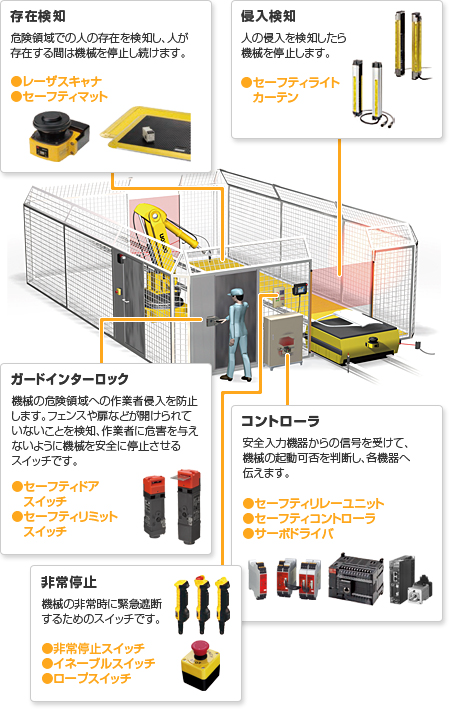 存在検知
危険領域での人の存在を検知し、人が
存在する間は機械を停止し続けます。
●レーザスキャナ
●セーフティマット
侵入検知
人の侵入を検知したら
機械を停止します。
●セーフティライト
カーテン
ガードインターロック
機械の危険領域への作業者侵入を防止
します。フェンスや扉などが開けられて
いないことを検知、作業者に危害を与え
ないように機械を安全に停止させる
スイッチです。
●セーフティドア
スイッチ
●セーフティリミット
スイッチ
コントローラ
安全入力機器からの信号を受けて、
機械の起動可否を判断し、各機器へ
伝えます。
●セーフティリレーユニット
●セーフティコントローラ
●サーボドライバ
非常停止
機械の非常時に緊急遮断
するためのスイッチです。
●非常停止スイッチ
●イネーブルスイッチ
●ロープスイッチ